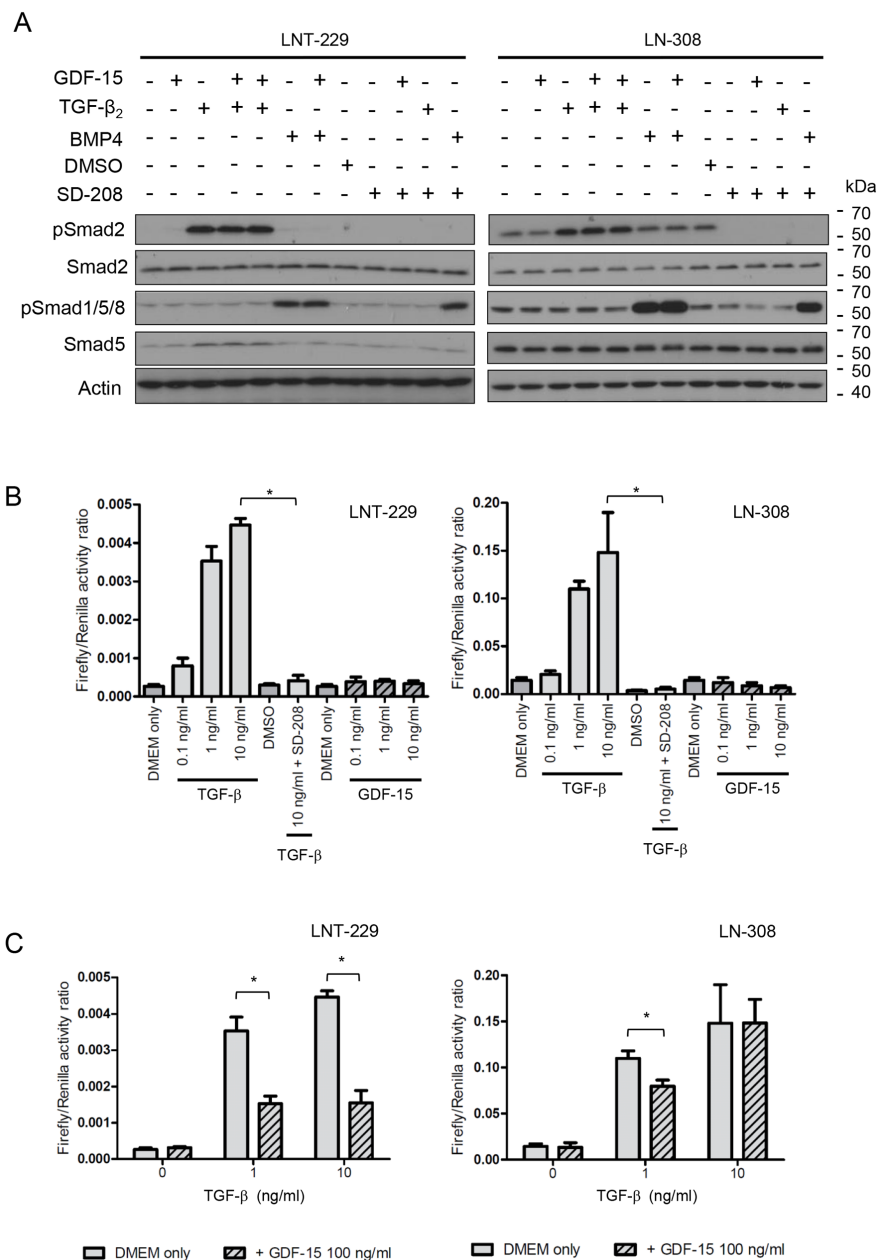 A
LNT-229 LN-308
GDF-15 - + - + + - + - - + - - - + - + + - + - - + - -
TGF-β₂ - - + + + - - - - - + - - - + + + - - - - - + -
BMP4 - - - - - + + - - - - + - - - - - + + - - - - +
DMSO - - - - - - - + - - - - - - - - - - - + - - - -
SD-208 - - - - - - - - + + + + - - - - - - - - + + + +
kDa
pSmad2 - 70
- 50
Smad2 - 70
- 50
pSmad1/5/8 - 70
- 50
Smad5 - 70
- 50
Actin - 50
- 40
B
LNT-229
Firefly/Renilla activity ratio
0.005
0.004
0.003
0.002
0.001
0.000
DMEM only
0.1 ng/ml
1 ng/ml
10 ng/ml
DMSO
10 ng/ml + SD-208
DMEM only
0.1 ng/ml
1 ng/ml
10 ng/ml
*
TGF-β GDF-15
TGF-β
LN-308
Firefly/Renilla activity ratio
0.20
0.15
0.10
0.05
0.00
DMEM only
0.1 ng/ml
1 ng/ml
10 ng/ml
DMSO
10 ng/ml + SD-208
DMEM only
0.1 ng/ml
1 ng/ml
10 ng/ml
*
TGF-β GDF-15
TGF-β
C
LNT-229
Firefly/Renilla activity ratio
0.005
0.004
0.003
0.002
0.001
0.000
* *
0 1 10
TGF-β (ng/ml)
DMEM only + GDF-15 100 ng/ml
LN-308
Firefly/Renilla activity ratio
0.20
0.15
0.10
0.05
0.00
*
0 1 10
TGF-β (ng/ml)
DMEM only + GDF-15 100 ng/ml